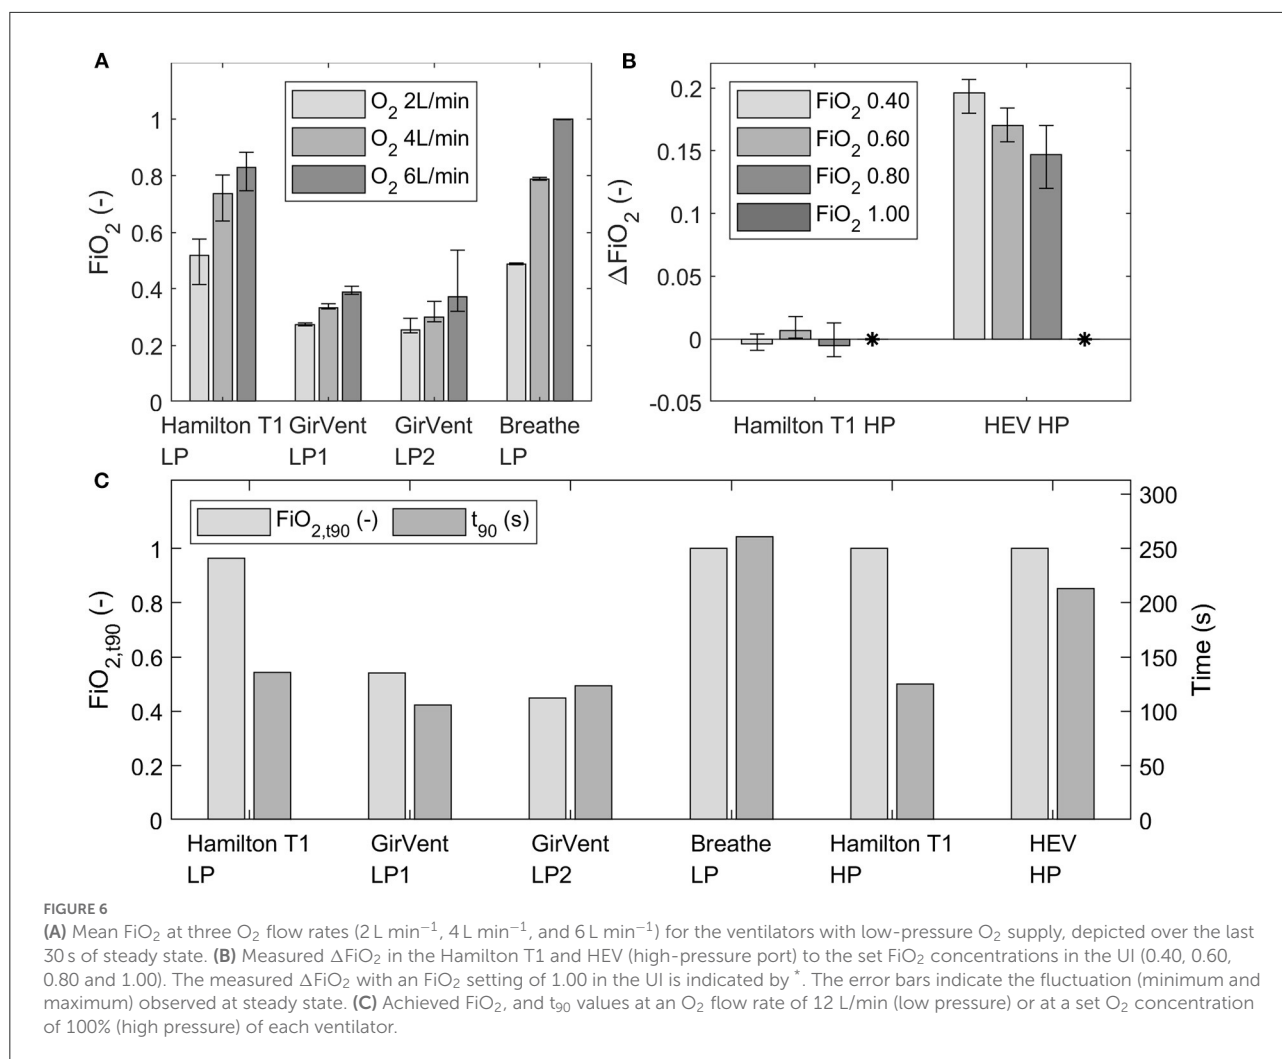 A
FiO2 (-)
1
0.8
0.6
0.4
0.2
0
O2 2L/min
O2 4L/min
O2 6L/min
Hamilton T1 GirVent GirVent Breathe
LP LP1 LP2 LP
B
ΔFiO2 (-)
0.2
0.15
0.1
0.05
0
-0.05
FiO2 0.40
FiO2 0.60
FiO2 0.80
FiO2 1.00
* *
Hamilton T1 HP HEV HP
C
FiO2,t90 (-)
1
0.8
0.6
0.4
0.2
0
FiO2,t90 (-) t90 (s)
300
250
200
150
100
50
0
Time (s)
Hamilton T1 GirVent GirVent Breathe Hamilton T1 HEV
LP LP1 LP2 LP HP HP
FIGURE 6
(A) Mean FiO2 at three O2 flow rates (2 L min−1, 4 L min−1, and 6 L min−1) for the ventilators with low-pressure O2 supply, depicted over the last
30 s of steady state. (B) Measured ΔFiO2 in the Hamilton T1 and HEV (high-pressure port) to the set FiO2 concentrations in the UI (0.40, 0.60,
0.80 and 1.00). The measured ΔFiO2 with an FiO2 setting of 1.00 in the UI is indicated by *. The error bars indicate the fluctuation (minimum and
maximum) observed at steady state. (C) Achieved FiO2, and t90 values at an O2 flow rate of 12 L/min (low pressure) or at a set O2 concentration
of 100% (high pressure) of each ventilator.